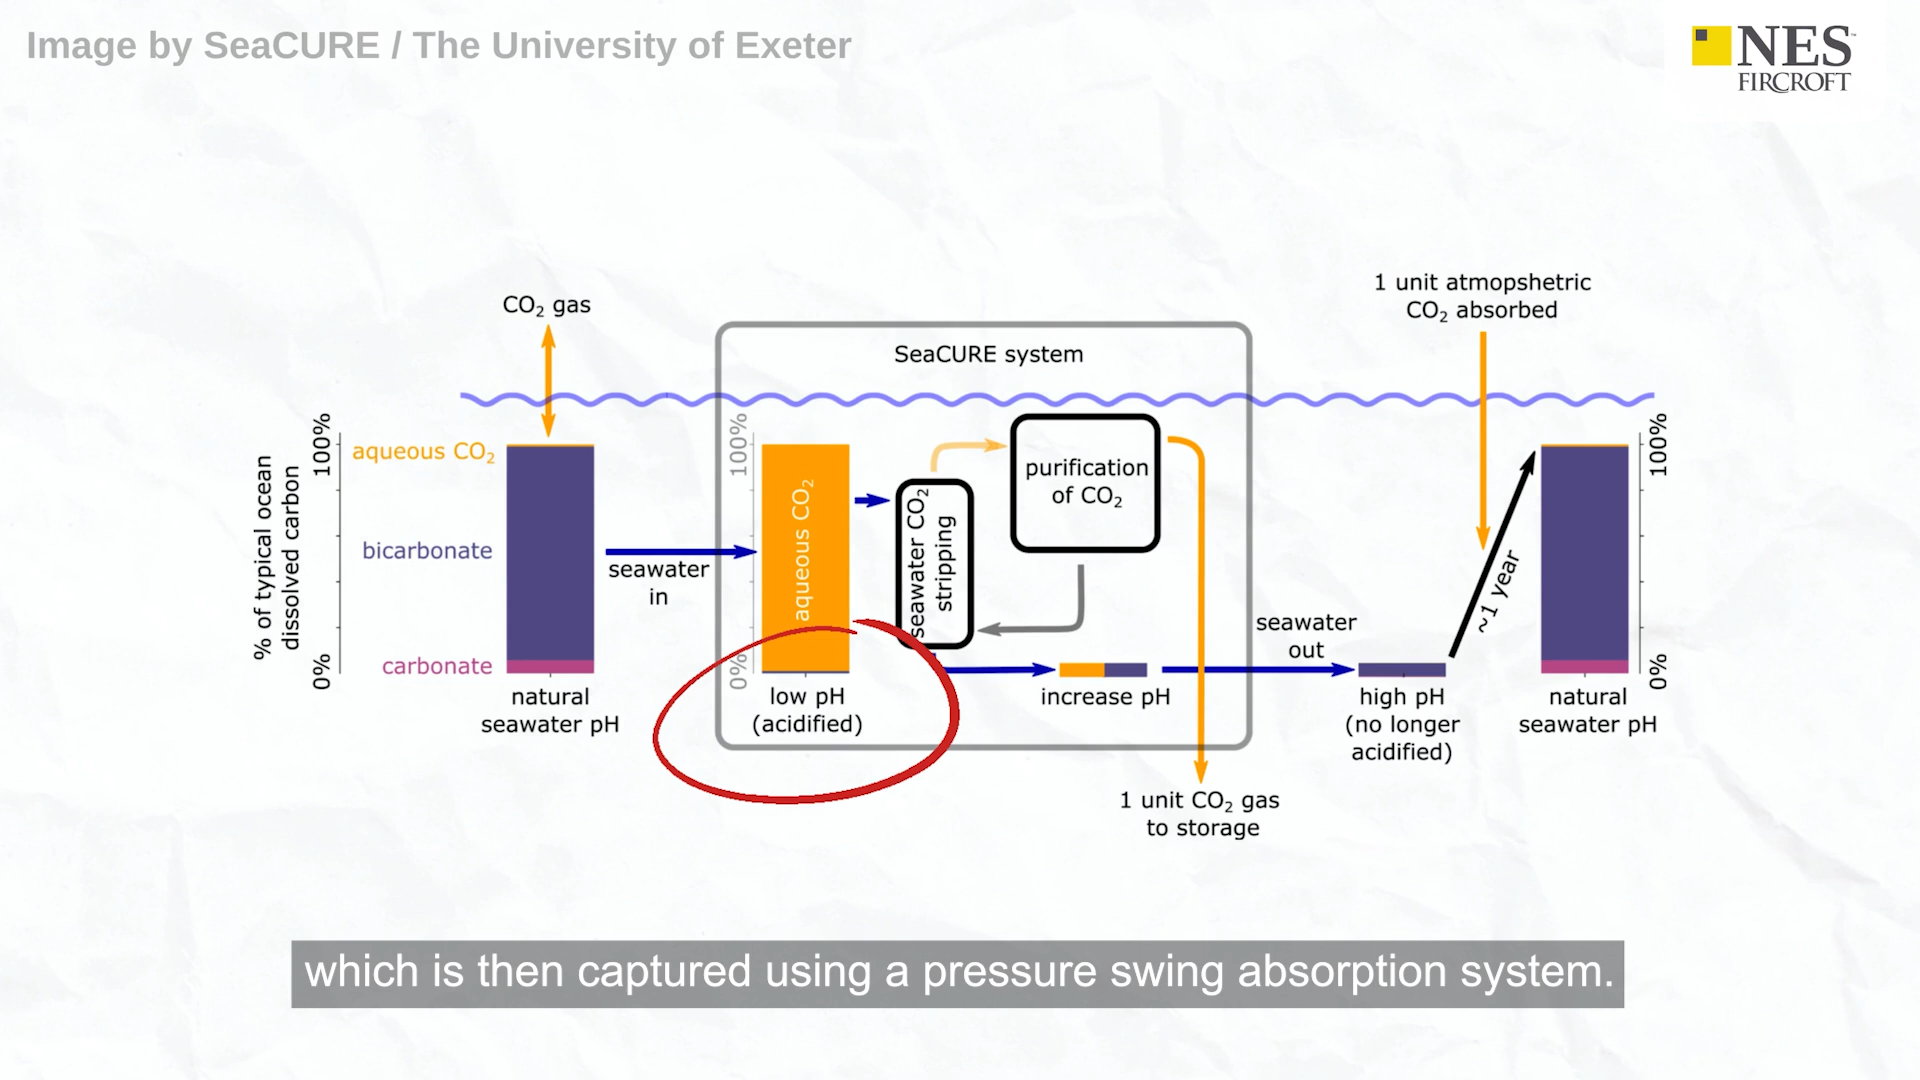 Image by SeaCURE / The University of Exeter
NES
FIRCROFT
CO₂ gas
1 unit atmopshetric
CO₂ absorbed
SeaCURE system
% of typical ocean
dissolved carbon
100%
0%
aqueous CO₂
bicarbonate
carbonate
natural
seawater pH
seawater
in
100%
0%
aqueous CO₂
low pH
(acidified)
seawater CO₂
stripping
purification
of CO₂
increase pH
1 unit CO₂ gas
to storage
seawater
out
high pH
(no longer
acidified)
~1 year
natural
seawater pH
100%
0%
which is then captured using a pressure swing absorption system.